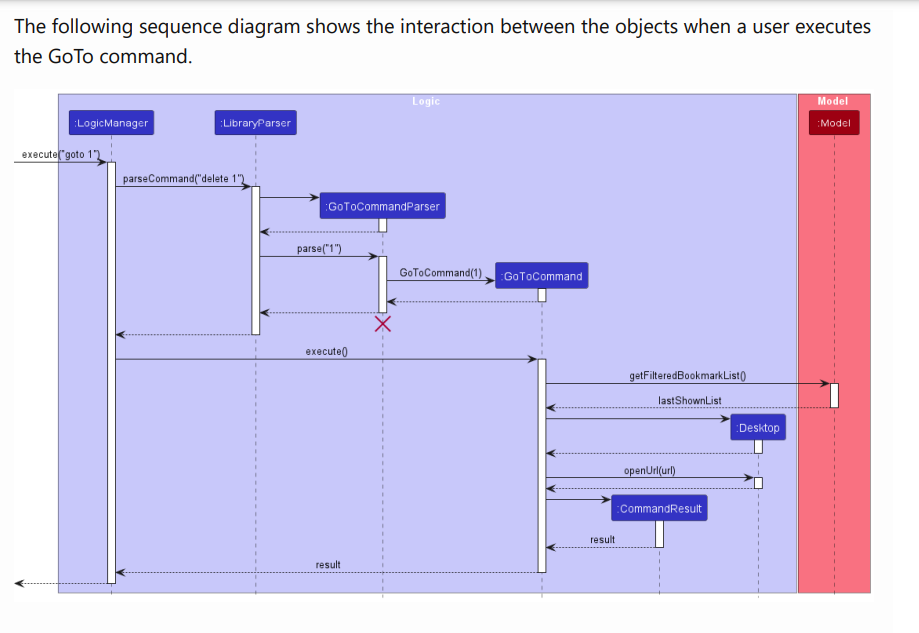 The following sequence diagram shows the interaction between the objects when a user executes
the GoTo command.
Logic
Model
:LogicManager
:LibraryParser
:Model
execute("goto 1")
parseCommand("delete 1")
:GoToCommandParser
parse("1")
GoToCommand(1)
:GoToCommand
execute()
getFilteredBookmarkList()
lastShownList
:Desktop
openUrl(url)
:CommandResult
result
result